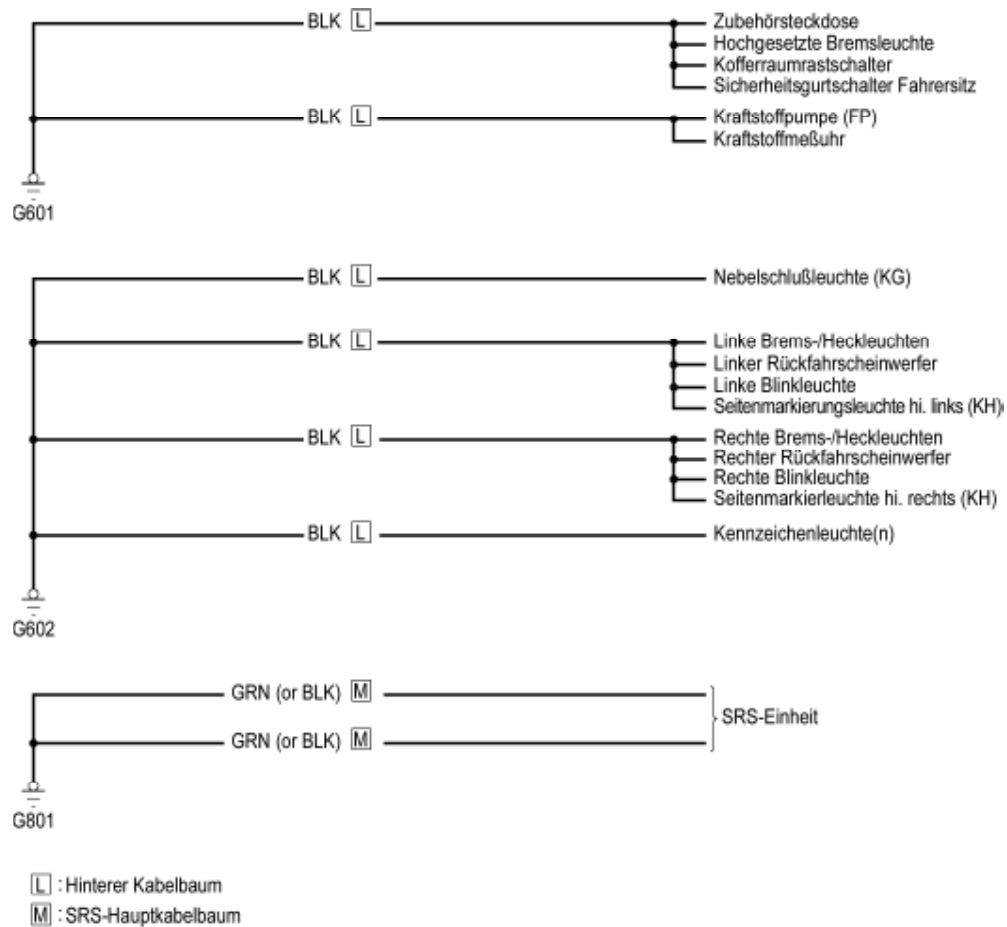 BLK L Zubehörsteckdose
Hochgesetzte Bremsleuchte
Kofferraumrastschalter
Sicherheitsgurtschalter Fahrersitz
BLK L Kraftstoffpumpe (FP)
Kraftstoffmeßuhr
G601
BLK L Nebelschlußleuchte (KG)
BLK L Linke Brems-/Heckleuchten
Linker Rückfahrscheinwerfer
Linke Blinkleuchte
Seitenmarkierungsleuchte hi. links (KH)
BLK L Rechte Brems-/Heckleuchten
Rechter Rückfahrscheinwerfer
Rechte Blinkleuchte
Seitenmarkierleuchte hi. rechts (KH)
BLK L Kennzeichenleuchte(n)
G602
GRN (or BLK) M
SRS-Einheit
GRN (or BLK) M
G801
L : Hinterer Kabelbaum
M : SRS-Hauptkabelbaum